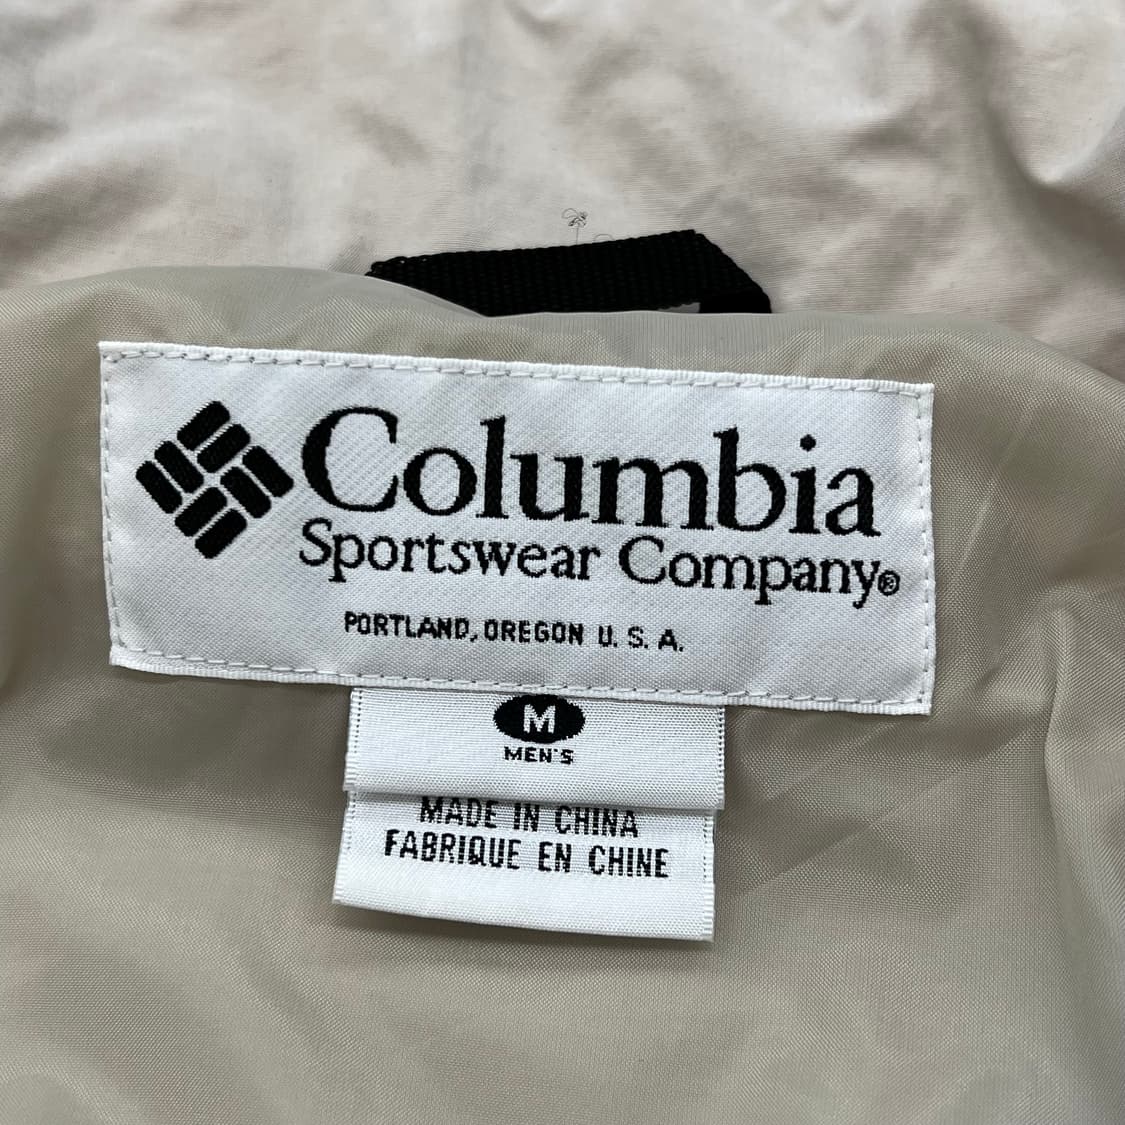 Columbia
Sportswear Company®
PORTLAND, OREGON U. S. A.
M
MEN'S
MADE IN CHINA
FABRIQUE EN CHINE